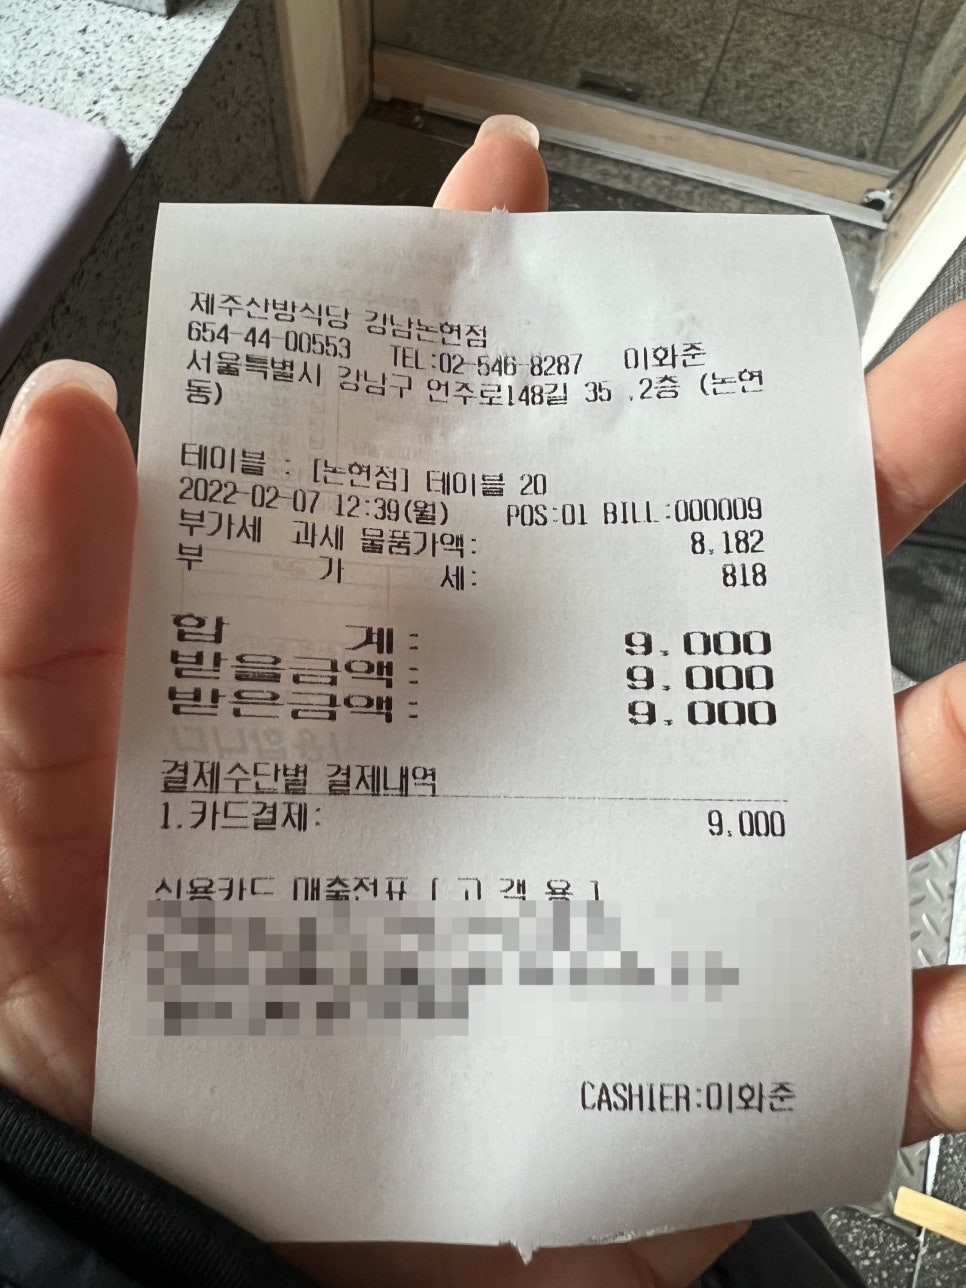 제주산방식당 강남논현점
654-44-00553 TEL:02-546-8287 이화준
서울특별시 강남구 언주로148길 35 ,2층 (논현
동)
테이블 : [논현점] 테이블 20
2022-02-07 12:39(월) POS:01 BILL:000009
부가세 과세 물품가액: 8,182
부 가 세: 818
합 계: 9,000
받을금액: 9,000
받은금액: 9,000
결제수단별 결제내역
1.카드결제: 9,000
신용카드 매출전표 [ 고 객 용 ]
CASHIER:이화준